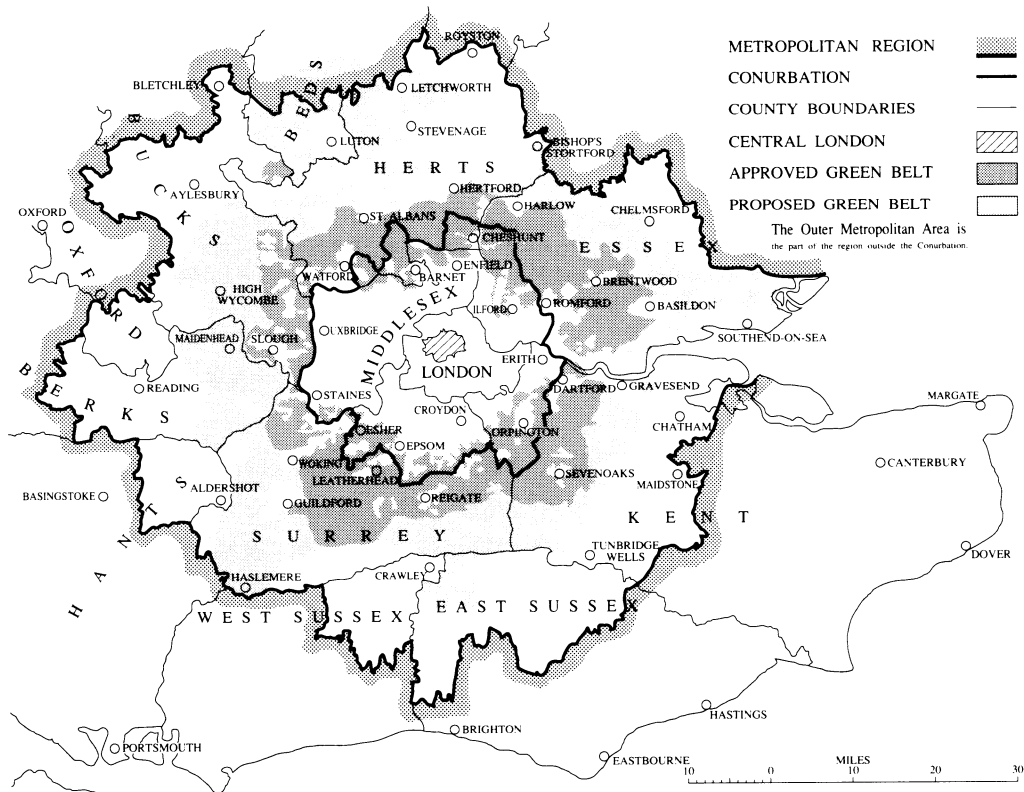 ROYSTON
METROPOLITAN REGION
CONURBATION
COUNTY BOUNDARIES
CENTRAL LONDON
APPROVED GREEN BELT
PROPOSED GREEN BELT
The Outer Metropolitan Area is
the part of the region outside the Conurbation.
BLETCHLEY
LETCHWORTH
BEDS
STEVENAGE
BUCKS
LUTON
BISHOP'S
STORTFORD
HERTS
AYLESBURY
HERTFORD
HARLOW
OXFORD
ST. ALBANS
CHELMSFORD
OXFORD
CHESHUNT
ESSEX
WATFORD
BARNET
ENFIELD
BRENTWOOD
HIGH
WYCOMBE
MIDDLESEX
ILFORD
ROMFORD
BASILDON
UXBRIDGE
SOUTHEND-ON-SEA
MAIDENHEAD
SLOUGH
LONDON
ERITH
BERKS
READING
STAINES
DARTFORD
GRAVESEND
MARGATE
CROYDON
CHATHAM
ESHER
ORPINGTON
EPSOM
WOKING
LEATHERHEAD
SEVENOAKS
MAIDSTONE
CANTERBURY
BASINGSTOKE
ALDERSHOT
GUILDFORD
REIGATE
HANTS
SURREY
KENT
TUNBRIDGE
WELLS
DOVER
HASLEMERE
CRAWLEY
WEST SUSSEX
EAST SUSSEX
HASTINGS
BRIGHTON
PORTSMOUTH
EASTBOURNE
MILES
10 0 10 20 30